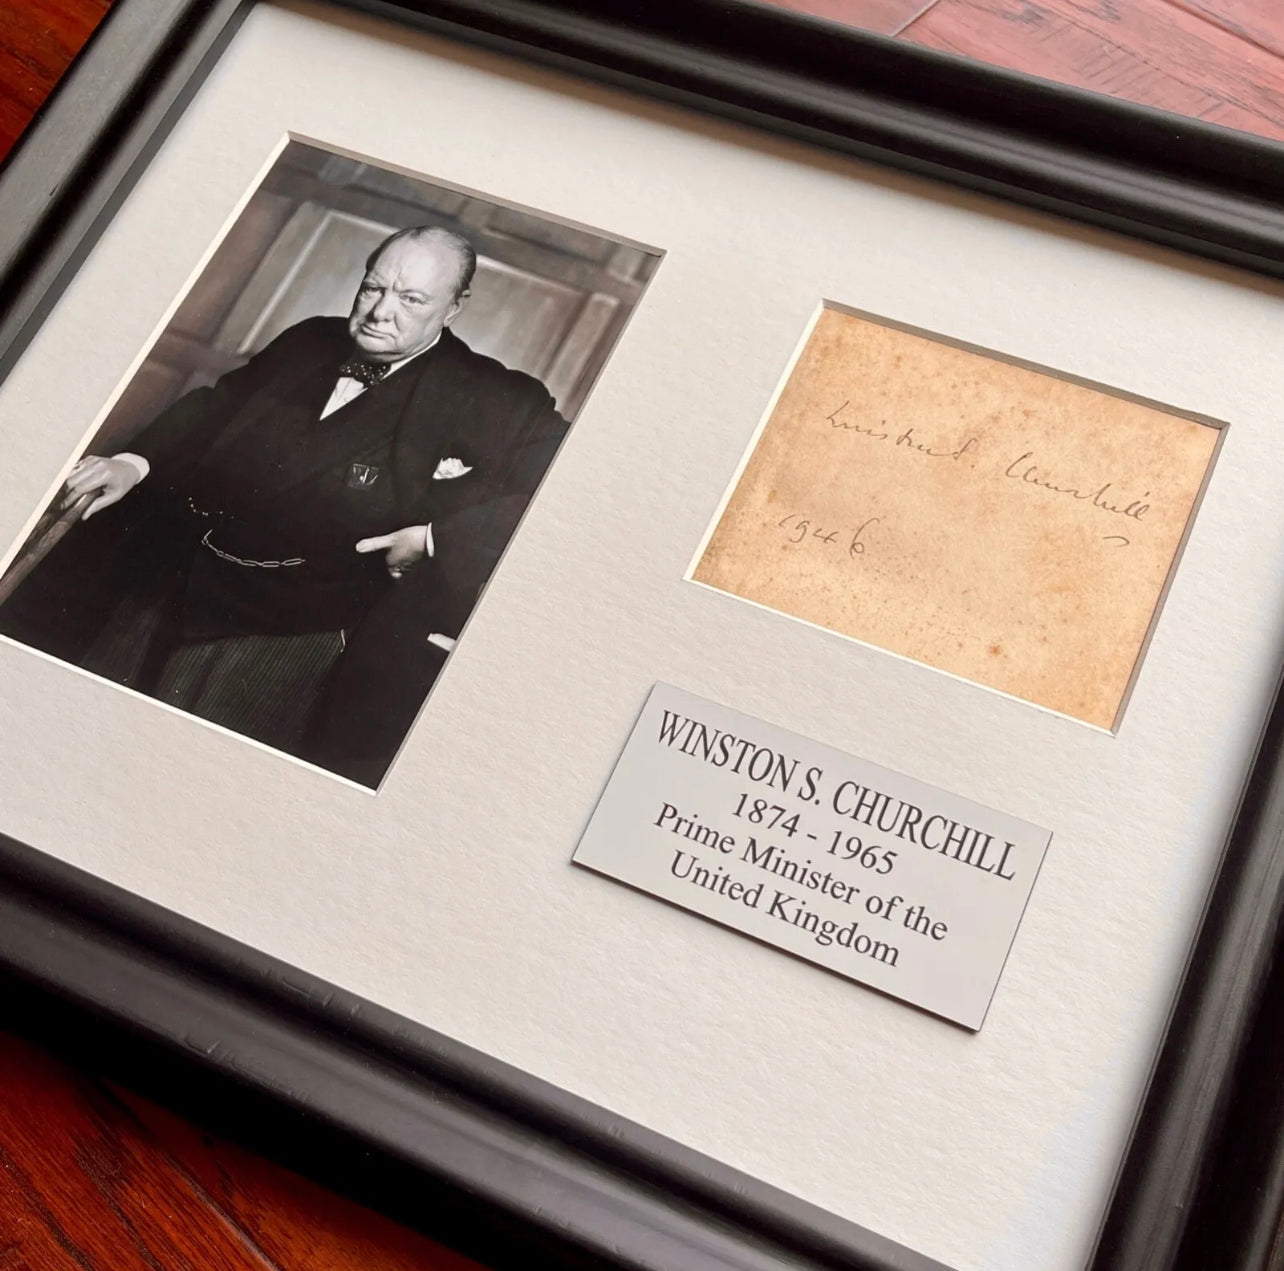 Winston S. Churchill
1946
WINSTON S. CHURCHILL
1874 - 1965
Prime Minister of the
United Kingdom